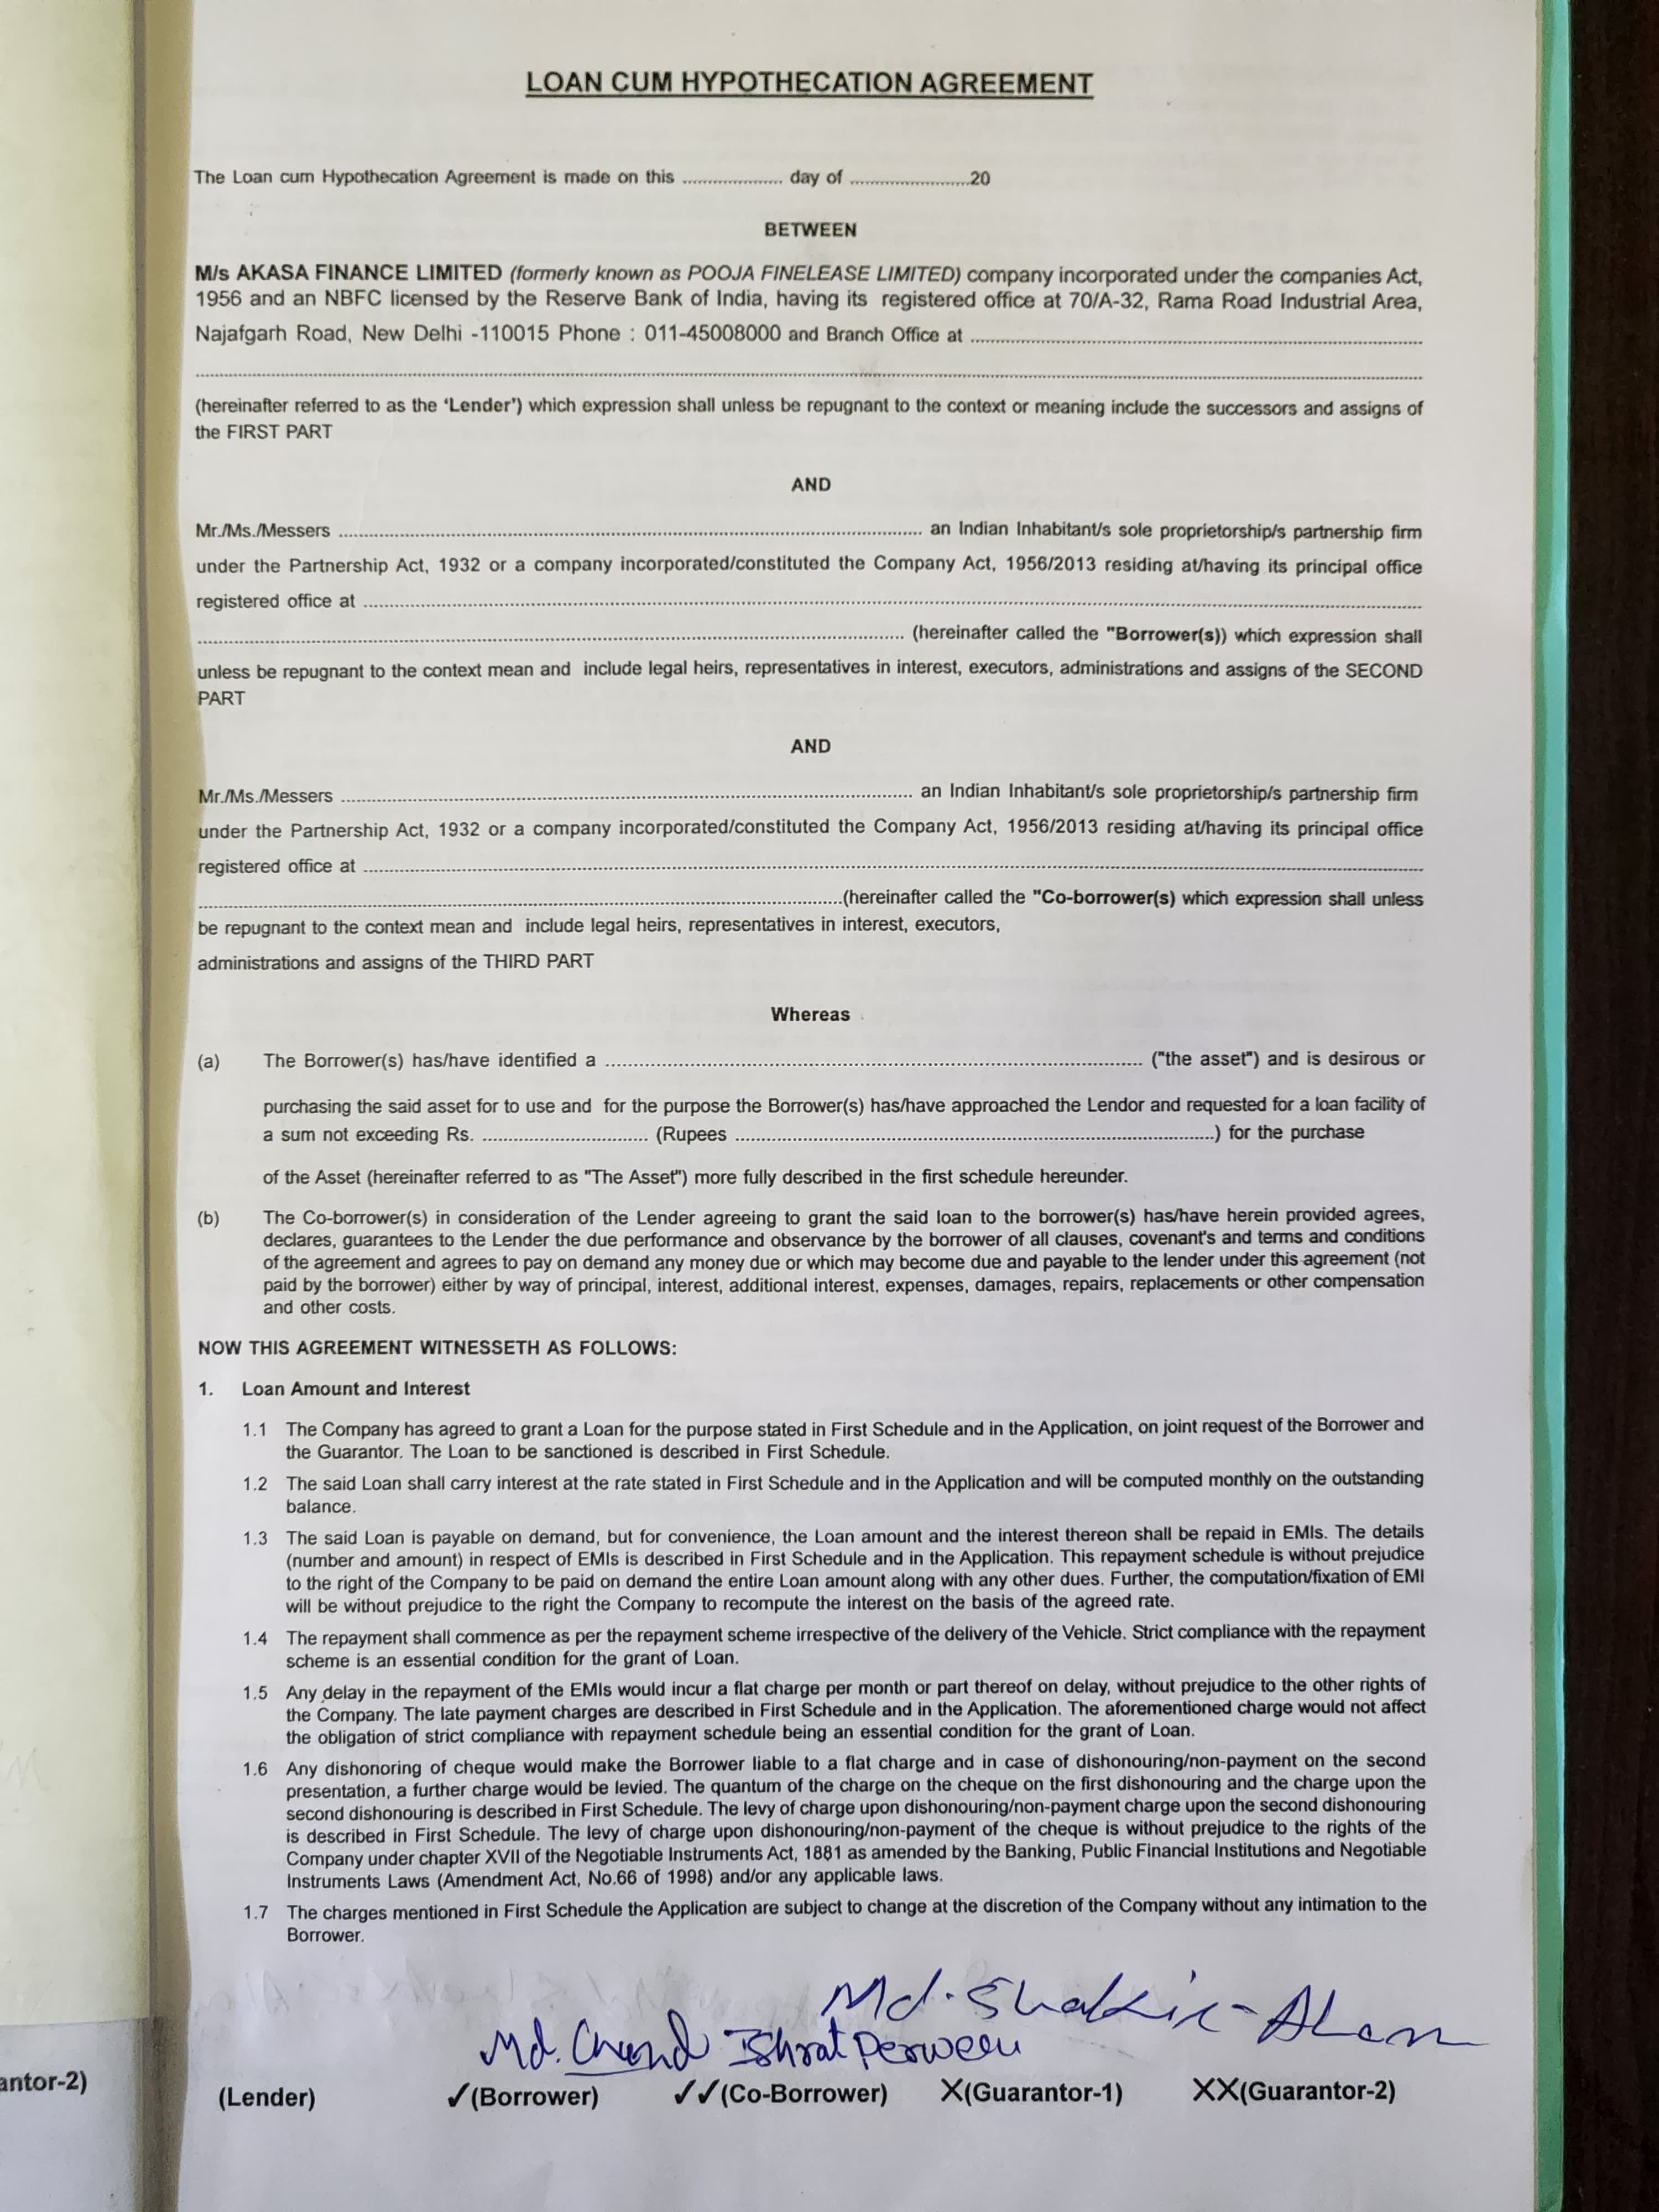 LOAN CUM HYPOTHECATION AGREEMENT
The Loan cum Hypothecation Agreement is made on this .................... day of ........................20
BETWEEN
M/s AKASA FINANCE LIMITED (formerly known as POOJA FINELEASE LIMITED) company incorporated under the companies Act,
1956 and an NBFC licensed by the Reserve Bank of India, having its registered office at 70/A-32, Rama Road Industrial Area,
Najafgarh Road, New Delhi -110015 Phone : 011-45008000 and Branch Office at ....................
....................
(hereinafter referred to as the 'Lender') which expression shall unless be repugnant to the context or meaning include the successors and assigns of
the FIRST PART
AND
Mr./Ms./Messers .................... an Indian Inhabitant/s sole proprietorship/s partnership firm
under the Partnership Act, 1932 or a company incorporated/constituted the Company Act, 1956/2013 residing at/having its principal office
registered office at ....................
.................... (hereinafter called the "Borrower(s)) which expression shall
unless be repugnant to the context mean and include legal heirs, representatives in interest, executors, administrations and assigns of the SECOND
PART
AND
Mr./Ms./Messers .................... an Indian Inhabitant/s sole proprietorship/s partnership firm
under the Partnership Act, 1932 or a company incorporated/constituted the Company Act, 1956/2013 residing at/having its principal office
registered office at ....................
....................(hereinafter called the "Co-borrower(s) which expression shall unless
be repugnant to the context mean and include legal heirs, representatives in interest, executors,
administrations and assigns of the THIRD PART
Whereas
(a) The Borrower(s) has/have identified a .................... ("the asset") and is desirous or
purchasing the said asset for to use and for the purpose the Borrower(s) has/have approached the Lendor and requested for a loan facility of
a sum not exceeding Rs. .................... (Rupees ....................) for the purchase
of the Asset (hereinafter referred to as "The Asset") more fully described in the first schedule hereunder.
(b) The Co-borrower(s) in consideration of the Lender agreeing to grant the said loan to the borrower(s) has/have herein provided agrees,
declares, guarantees to the Lender the due performance and observance by the borrower of all clauses, covenant's and terms and conditions
of the agreement and agrees to pay on demand any money due or which may become due and payable to the lender under this agreement (not
paid by the borrower) either by way of principal, interest, additional interest, expenses, damages, repairs, replacements or other compensation
and other costs.
NOW THIS AGREEMENT WITNESSETH AS FOLLOWS:
1. Loan Amount and Interest
1.1 The Company has agreed to grant a Loan for the purpose stated in First Schedule and in the Application, on joint request of the Borrower and
the Guarantor. The Loan to be sanctioned is described in First Schedule.
1.2 The said Loan shall carry interest at the rate stated in First Schedule and in the Application and will be computed monthly on the outstanding
balance.
1.3 The said Loan is payable on demand, but for convenience, the Loan amount and the interest thereon shall be repaid in EMIs. The details
(number and amount) in respect of EMIs is described in First Schedule and in the Application. This repayment schedule is without prejudice
to the right of the Company to be paid on demand the entire Loan amount along with any other dues. Further, the computation/fixation of EMI
will be without prejudice to the right the Company to recompute the interest on the basis of the agreed rate.
1.4 The repayment shall commence as per the repayment scheme irrespective of the delivery of the Vehicle. Strict compliance with the repayment
scheme is an essential condition for the grant of Loan.
1.5 Any delay in the repayment of the EMIs would incur a flat charge per month or part thereof on delay, without prejudice to the other rights of
the Company. The late payment charges are described in First Schedule and in the Application. The aforementioned charge would not affect
the obligation of strict compliance with repayment schedule being an essential condition for the grant of Loan.
1.6 Any dishonoring of cheque would make the Borrower liable to a flat charge and in case of dishonouring/non-payment on the second
presentation, a further charge would be levied. The quantum of the charge on the cheque on the first dishonouring and the charge upon the
second dishonouring is described in First Schedule. The levy of charge upon dishonouring/non-payment charge upon the second dishonouring
is described in First Schedule. The levy of charge upon dishonouring/non-payment of the cheque is without prejudice to the rights of the
Company under chapter XVII of the Negotiable Instruments Act, 1881 as amended by the Banking, Public Financial Institutions and Negotiable
Instruments Laws (Amendment Act, No.66 of 1998) and/or any applicable laws.
1.7 The charges mentioned in First Schedule the Application are subject to change at the discretion of the Company without any intimation to the
Borrower.
Md. Shakir Alam
Md. Chand Ishrat Perween
antor-2) (Lender) ✓(Borrower) ✓✓(Co-Borrower) X(Guarantor-1) XX(Guarantor-2)